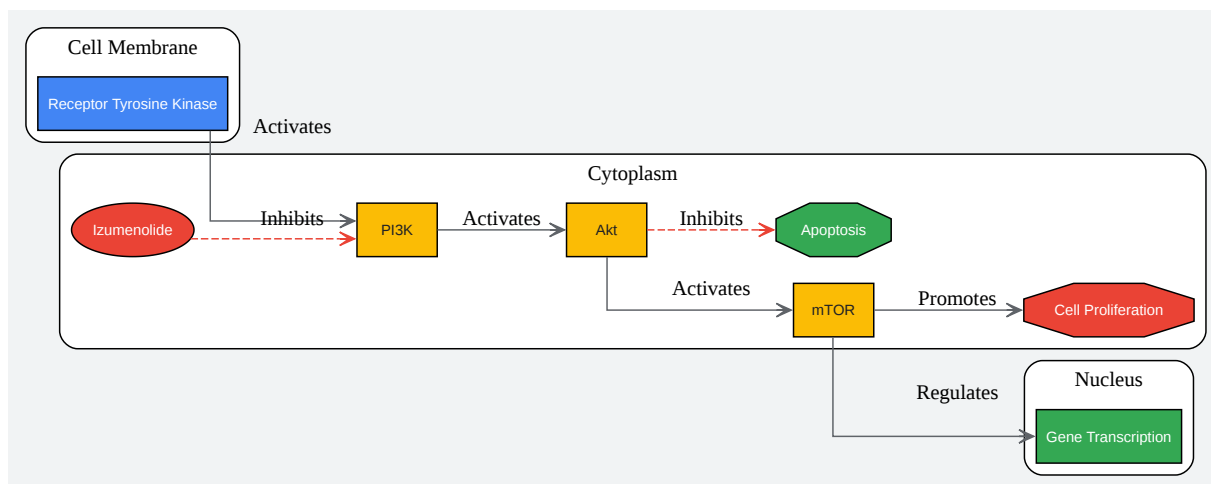 Cell Membrane
Receptor Tyrosine Kinase
Activates
Cytoplasm
Izumenolide
Inhibits
PI3K
Activates
Akt
Inhibits
Apoptosis
Activates
mTOR
Promotes
Cell Proliferation
Nucleus
Regulates
Gene Transcription